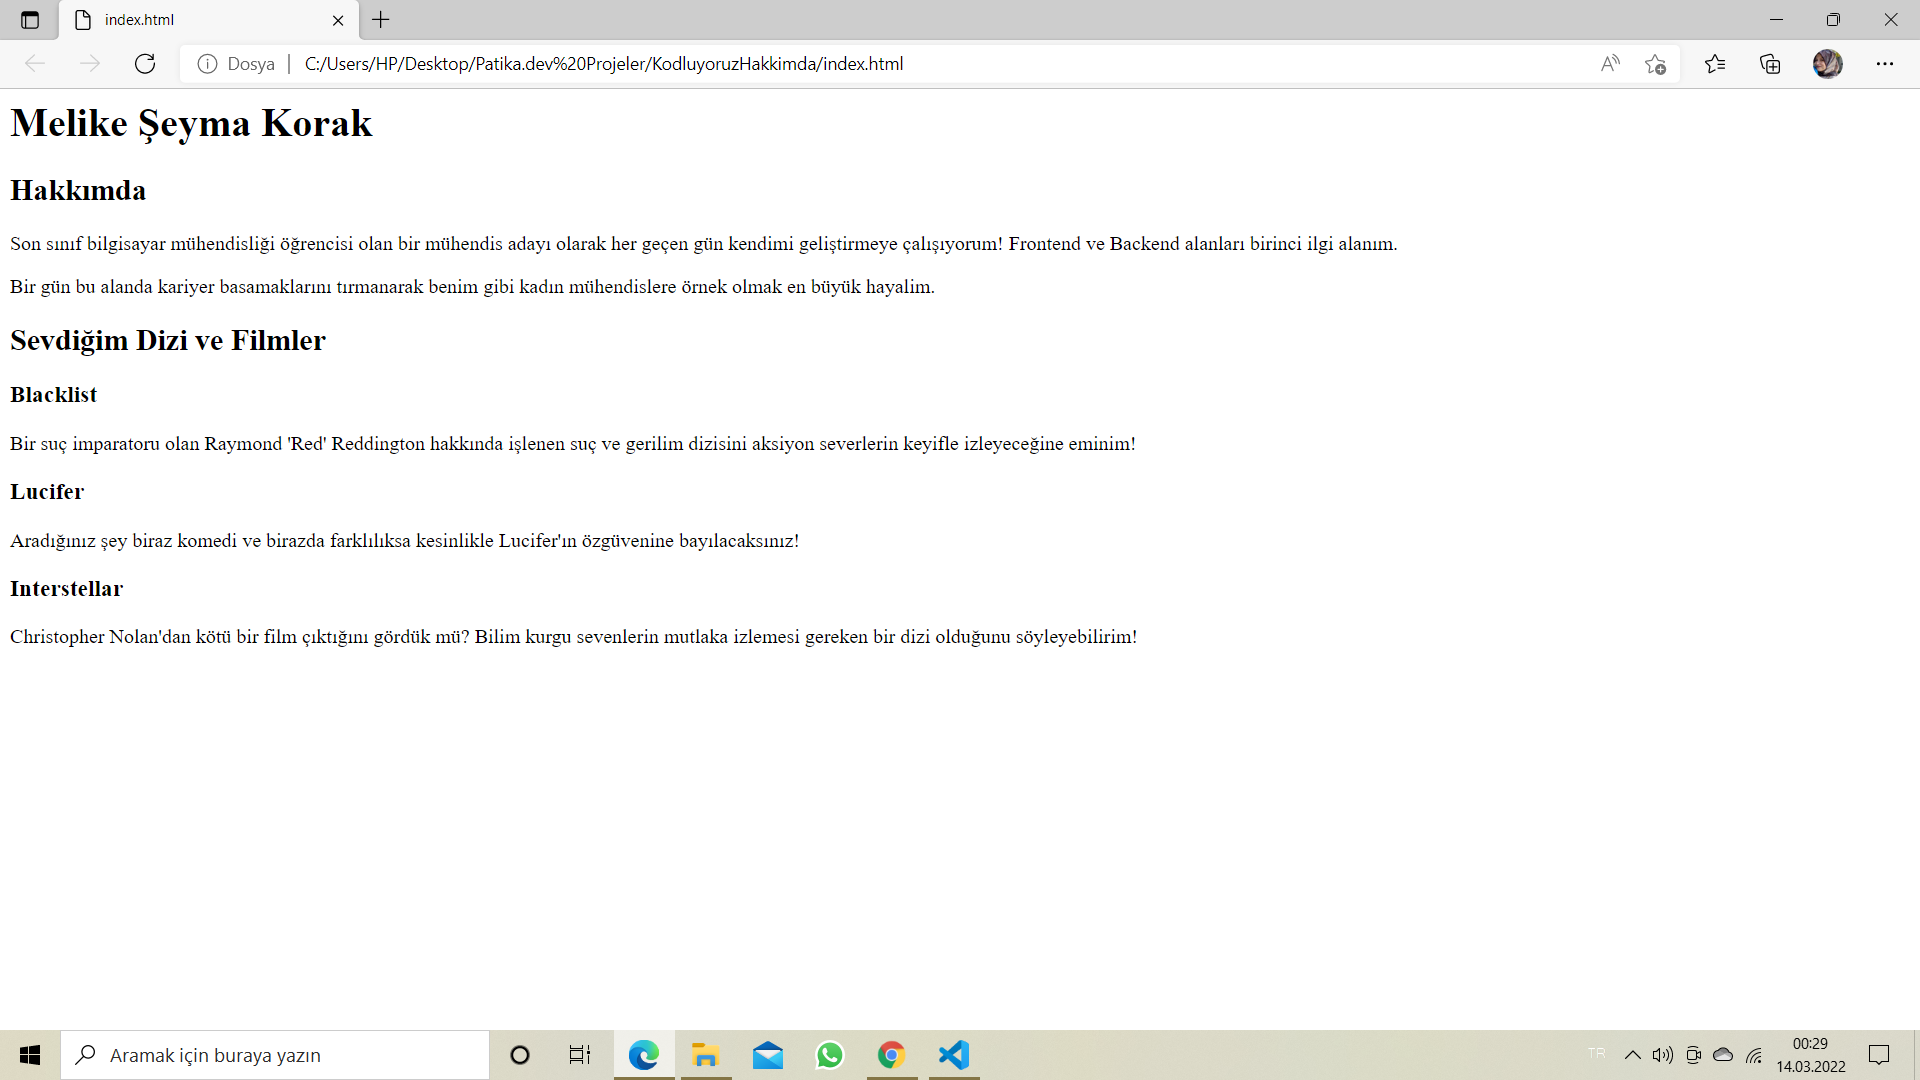 index.html
Dosya
C:/Users/HP/Desktop/Patika.dev%20Projeler/KodluyoruzHakkimda/index.html
Melike Şeyma Korak
Hakkımda
Son sınıf bilgisayar mühendisliği öğrencisi olan bir mühendis adayı olarak her geçen gün kendimi geliştirmeye çalışıyorum! Frontend ve Backend alanları birinci ilgi alanım.
Bir gün bu alanda kariyer basamaklarını tırmanarak benim gibi kadın mühendislere örnek olmak en büyük hayalim.
Sevdiğim Dizi ve Filmler
Blacklist
Bir suç imparatoru olan Raymond 'Red' Reddington hakkında işlenen suç ve gerilim dizisini aksiyon severlerin keyifle izleyeceğine eminim!
Lucifer
Aradığınız şey biraz komedi ve birazda farklılıksa kesinlikle Lucifer'ın özgüvenine bayılacaksınız!
Interstellar
Christopher Nolan'dan kötü bir film çıktığını gördük mü? Bilim kurgu sevenlerin mutlaka izlemesi gereken bir dizi olduğunu söyleyebilirim!
Aramak için buraya yazın
TR
00:29
14.03.2022